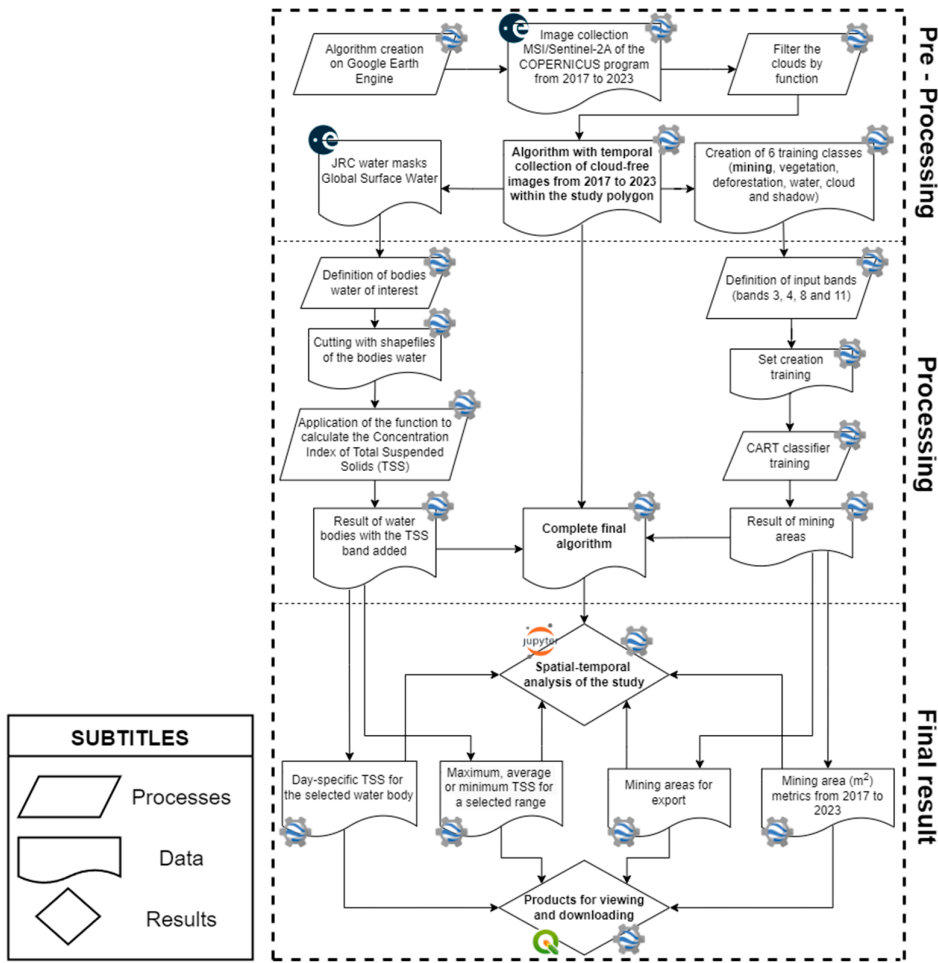 Pre - Processing
Algorithm creation
on Google Earth
Engine
Image collection
MSI/Sentinel-2A of the
COPERNICUS program
from 2017 to 2023
Filter the
clouds by
function
JRC water masks
Global Surface Water
Algorithm with temporal
collection of cloud-free
images from 2017 to 2023
within the study polygon
Creation of 6 training classes
(mining, vegetation,
deforestation, water, cloud
and shadow)
Processing
Definition of bodies
water of interest
Cutting with shapefiles
of the bodies water
Application of the function to
calculate the Concentration
Index of Total Suspended
Solids (TSS)
Result of water
bodies with the TSS
band added
Complete final
algorithm
Definition of input bands
(bands 3, 4, 8 and 11)
Set creation
training
CART classifier
training
Result of mining
areas
Final result
jupyter
Spatial-temporal
analysis of the study
Day-specific TSS for
the selected water body
Maximum, average
or minimum TSS for
a selected range
Mining areas for
export
Mining area (m²)
metrics from 2017 to
2023
Products for viewing
and downloading
SUBTITLES
Processes
Data
Results